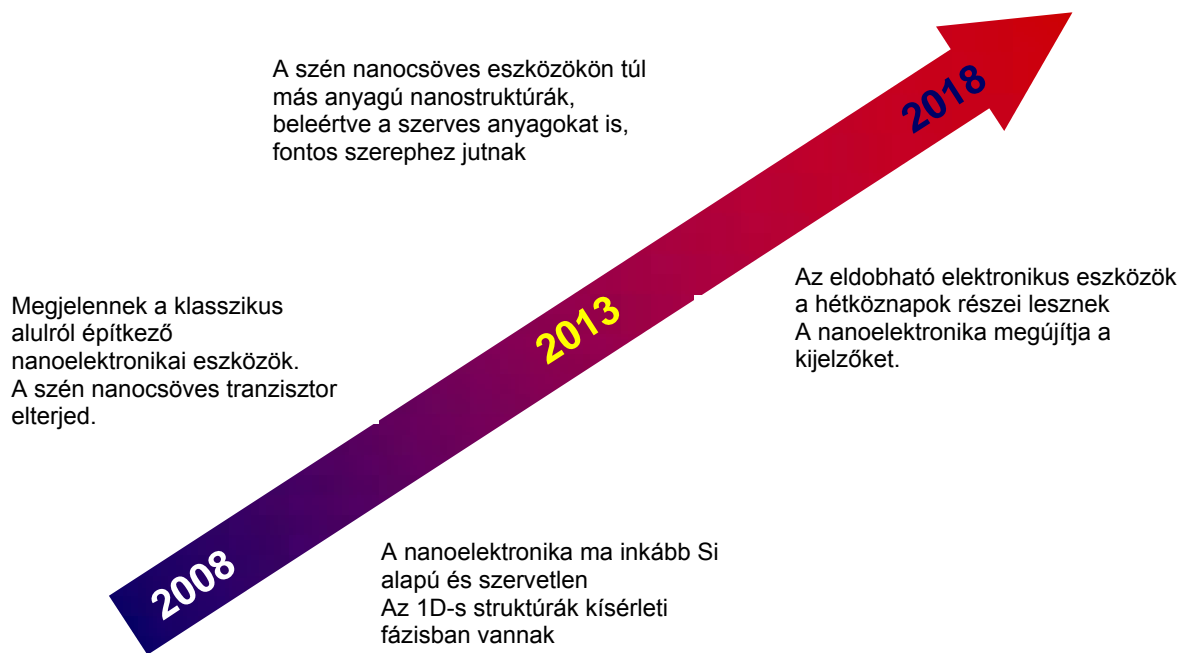 A szén nanocsöves eszközökön túl
más anyagú nanostruktúrák,
beleértve a szerves anyagokat is,
fontos szerephez jutnak
2018
Az eldobható elektronikus eszközök
a hétköznapok részei lesznek
A nanoelektronika megújítja a
kijelzőket.
Megjelennek a klasszikus
alulról építkező
nanoelektronikai eszközök.
A szén nanocsöves tranzisztor
elterjed.
2013
2008
A nanoelektronika ma inkább Si
alapú és szervetlen
Az 1D-s struktúrák kísérleti
fázisban vannak